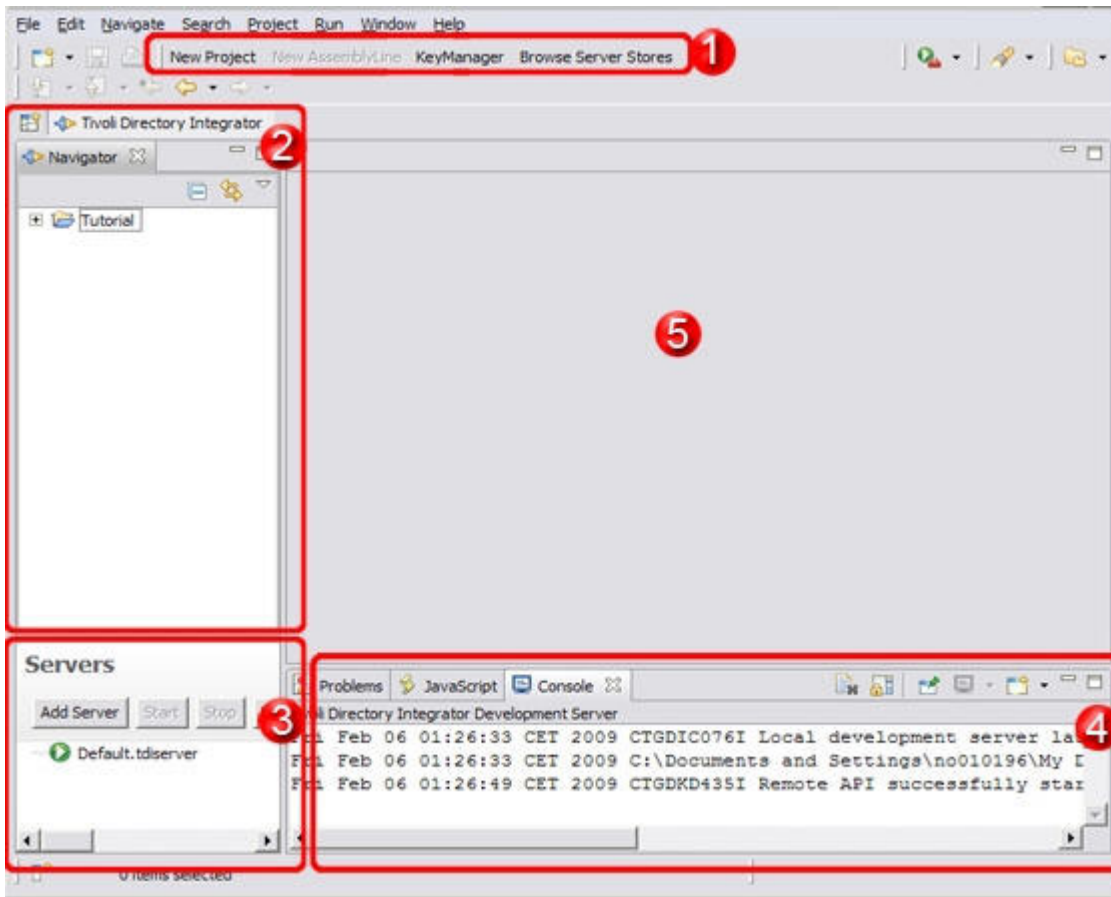 File Edit Navigate Search Project Run Window Help
New Project New AssemblyLine KeyManager Browse Server Stores
1
Tivoli Directory Integrator
2
Navigator
Tutorial
5
Servers
Add Server Start Stop
3
Default.tdiserver
Problems JavaScript Console
Directory Integrator Development Server
4
Fri Feb 06 01:26:33 CET 2009 CTGDIC076I Local development server la
Fri Feb 06 01:26:33 CET 2009 C:\Documents and Settings\no010196\My D
Fri Feb 06 01:26:49 CET 2009 CTGDKD435I Remote API successfully star
0 items selected